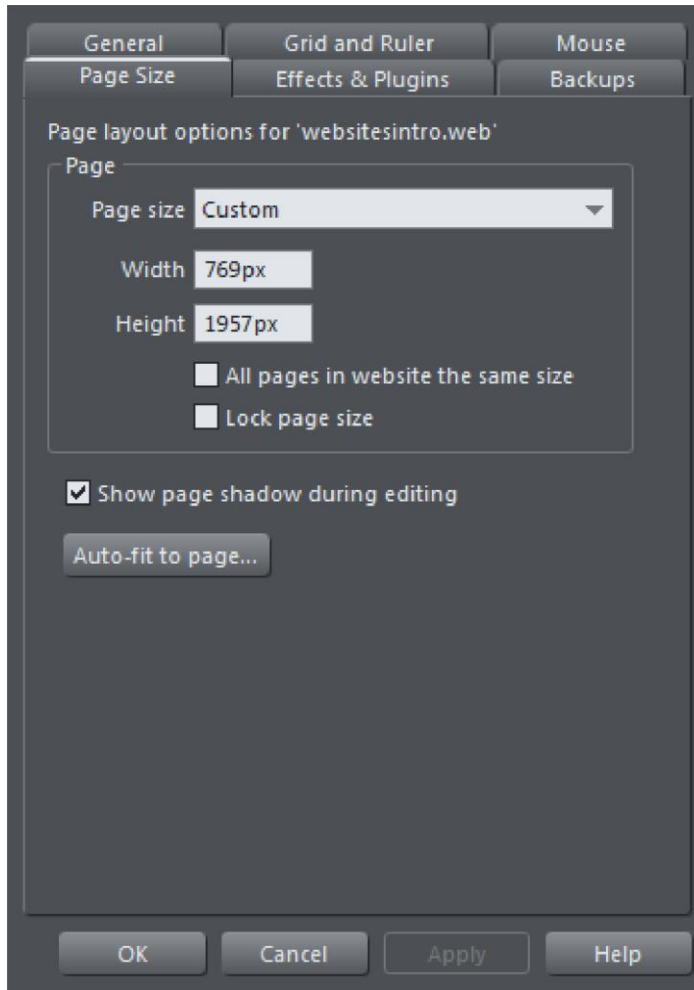 General Grid and Ruler Mouse
Page Size Effects & Plugins Backups
Page layout options for 'websitesintro.web'
Page
Page size Custom
Width 769px
Height 1957px
All pages in website the same size
Lock page size
Show page shadow during editing
Auto-fit to page...
OK Cancel Apply Help